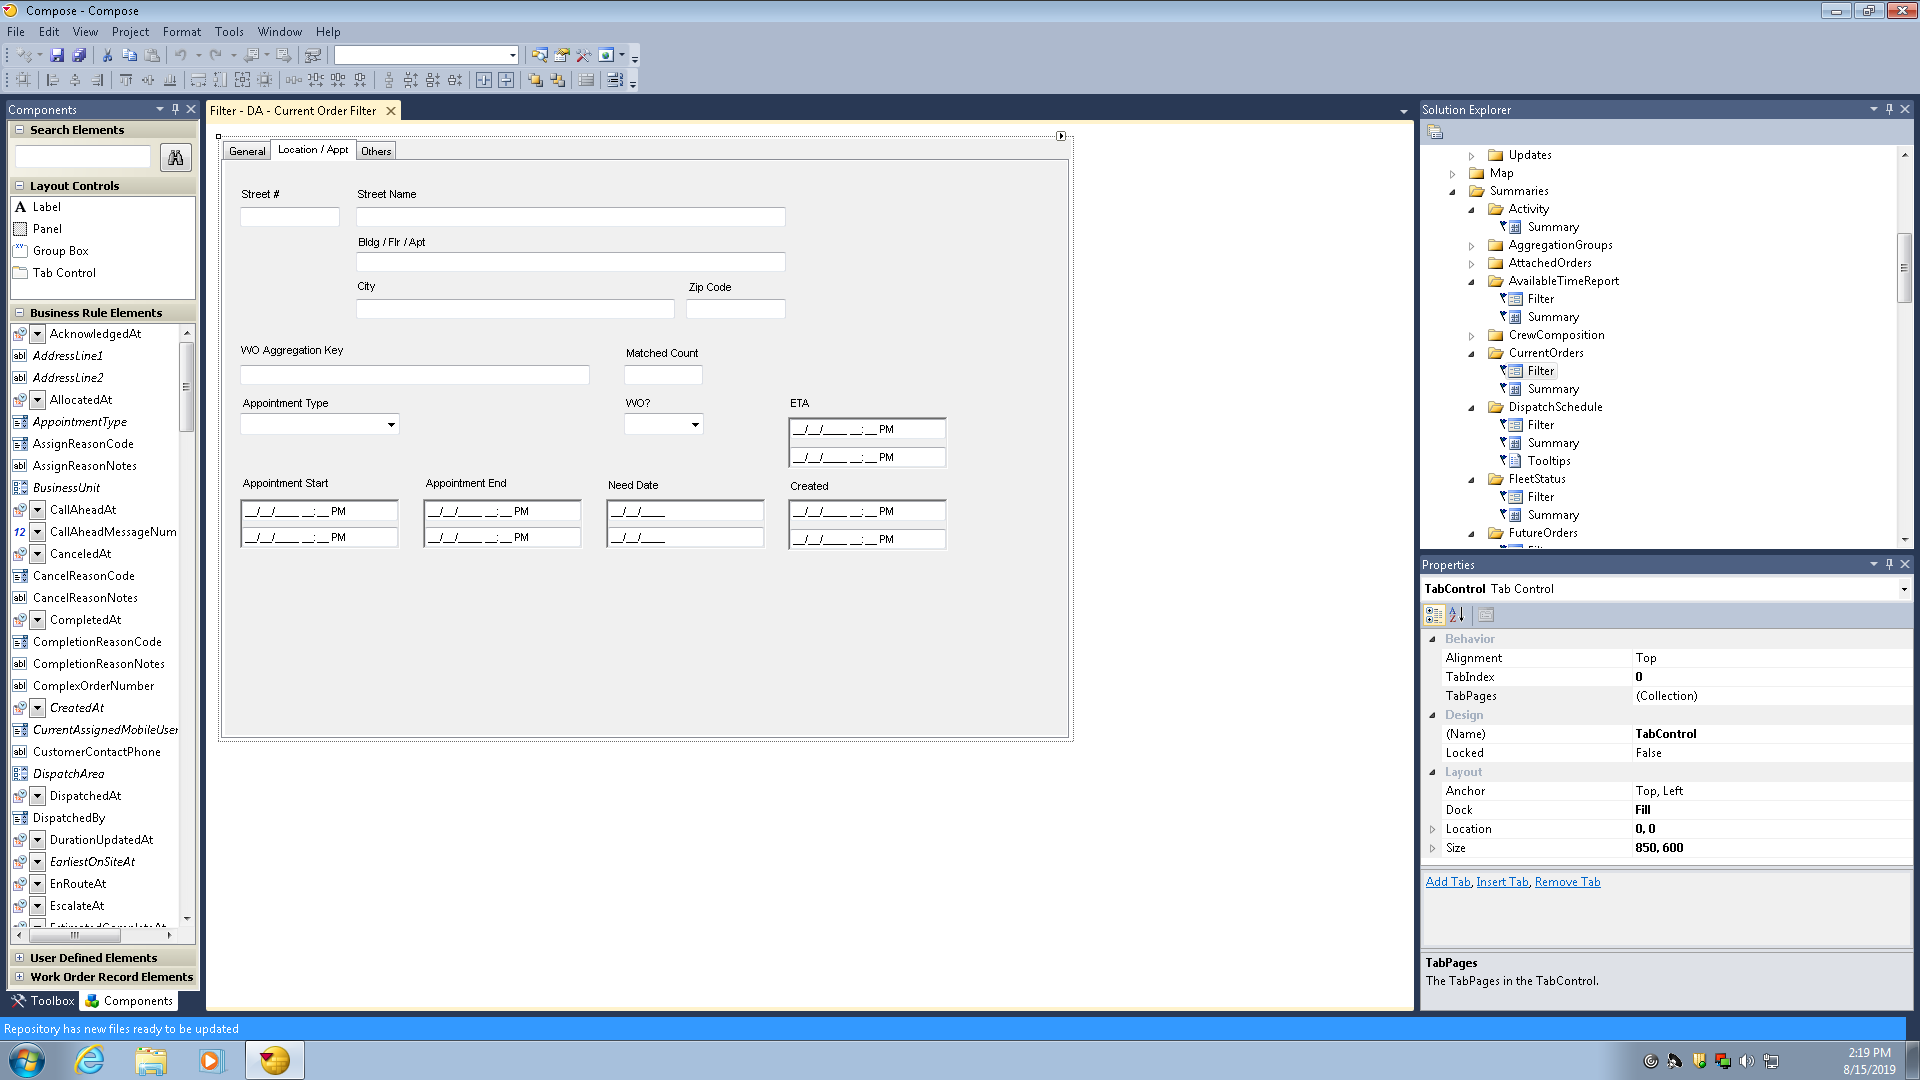 Compose - Compose
File Edit View Project Format Tools Window Help
Components
Search Elements
Layout Controls
A Label
Panel
Group Box
Tab Control
Business Rule Elements
AcknowledgedAt
AddressLine1
AddressLine2
AllocatedAt
AppointmentType
AssignReasonCode
AssignReasonNotes
BusinessUnit
CallAheadAt
12 CallAheadMessageNum
CanceledAt
CancelReasonCode
CancelReasonNotes
CompletedAt
CompletionReasonCode
CompletionReasonNotes
ComplexOrderNumber
CreatedAt
CurrentAssignedMobileUser
CustomerContactPhone
DispatchArea
DispatchedAt
DispatchedBy
DurationUpdatedAt
EarliestOnSiteAt
EnRouteAt
EscalateAt
User Defined Elements
Work Order Record Elements
Toolbox Components
Filter - DA - Current Order Filter
General Location / Appt Others
Street # Street Name
Bldg / Flr / Apt
City Zip Code
WO Aggregation Key Matched Count
Appointment Type WO? ETA
__/__/____ __:__ PM
__/__/____ __:__ PM
Appointment Start Appointment End Need Date Created
__/__/____ __:__ PM __/__/____ __:__ PM __/__/____ __/__/____ __:__ PM
__/__/____ __:__ PM __/__/____ __:__ PM __/__/____ __/__/____ __:__ PM
Solution Explorer
Updates
Map
Summaries
Activity
Summary
AggregationGroups
AttachedOrders
AvailableTimeReport
Filter
Summary
CrewComposition
CurrentOrders
Filter
Summary
DispatchSchedule
Filter
Summary
Tooltips
FleetStatus
Filter
Summary
FutureOrders
Properties
TabControl Tab Control
Behavior
Alignment Top
TabIndex 0
TabPages (Collection)
Design
(Name) TabControl
Locked False
Layout
Anchor Top, Left
Dock Fill
Location 0, 0
Size 850, 600
Add Tab, Insert Tab, Remove Tab
TabPages
The TabPages in the TabControl.
Repository has new files ready to be updated
2:19 PM
8/15/2019